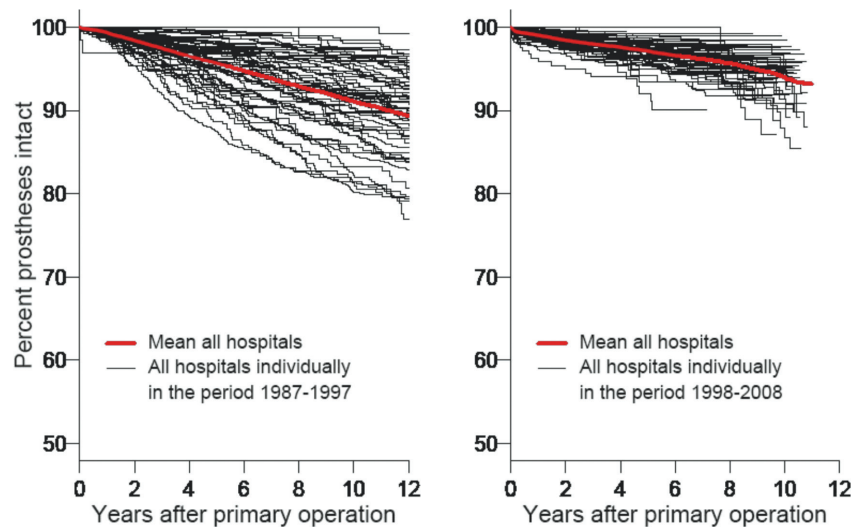 Percent prostheses intact
100
90
80
70
60
50
Mean all hospitals
All hospitals individually
in the period 1987-1997
0 2 4 6 8 10 12
Years after primary operation
100
90
80
70
60
50
Mean all hospitals
All hospitals individually
in the period 1998-2008
0 2 4 6 8 10 12
Years after primary operation